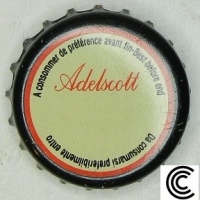 A consommer de préférence avant fin-Best before end
Adelscott
Da consumarsi preferibilmente entro